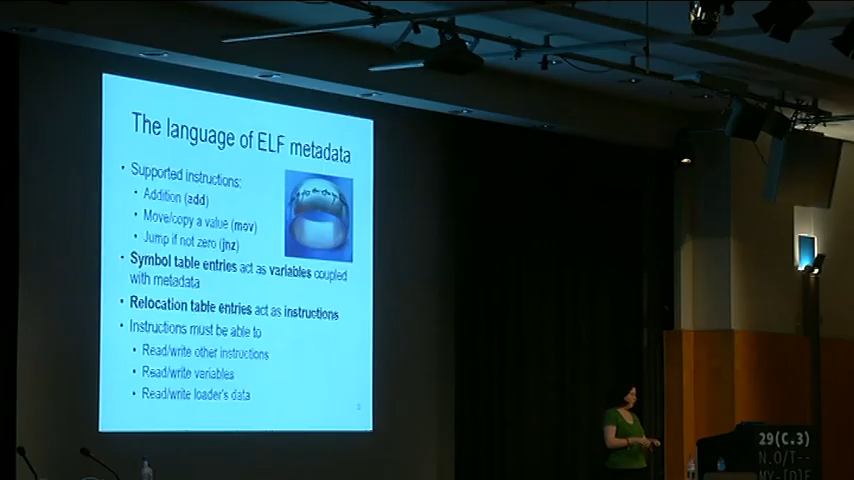 The language of ELF metadata
• Supported instructions:
• Addition (add)
• Move/copy a value (mov)
• Jump if not zero (jnz)
• Symbol table entries act as variables coupled
with metadata
• Relocation table entries act as instructions
• Instructions must be able to
• Read/write other instructions
• Read/write variables
• Read/write loader's data
29(C.3)
N.O/T--
MY-[D]E